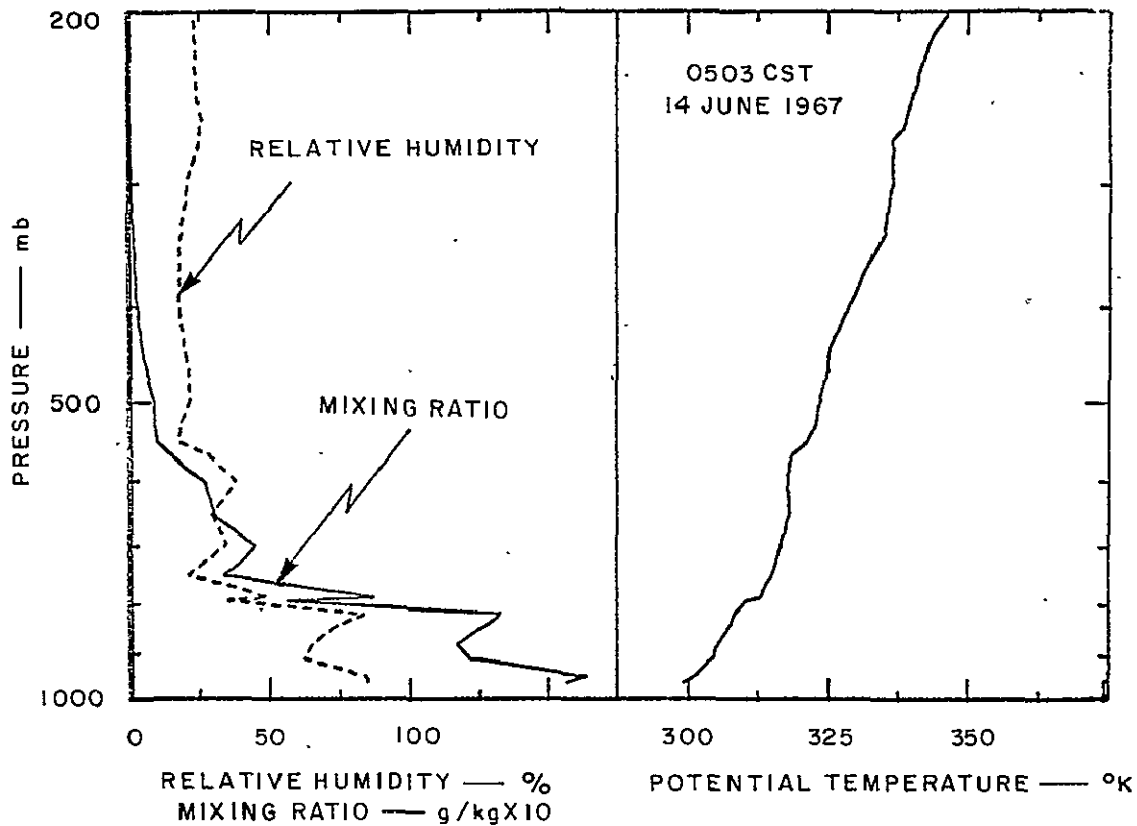 200
500
1000
PRESSURE — mb
RELATIVE HUMIDITY
MIXING RATIO
0503 CST
14 JUNE 1967
0 50 100
300 325 350
RELATIVE HUMIDITY — %
MIXING RATIO — g/kgX10
POTENTIAL TEMPERATURE — °K